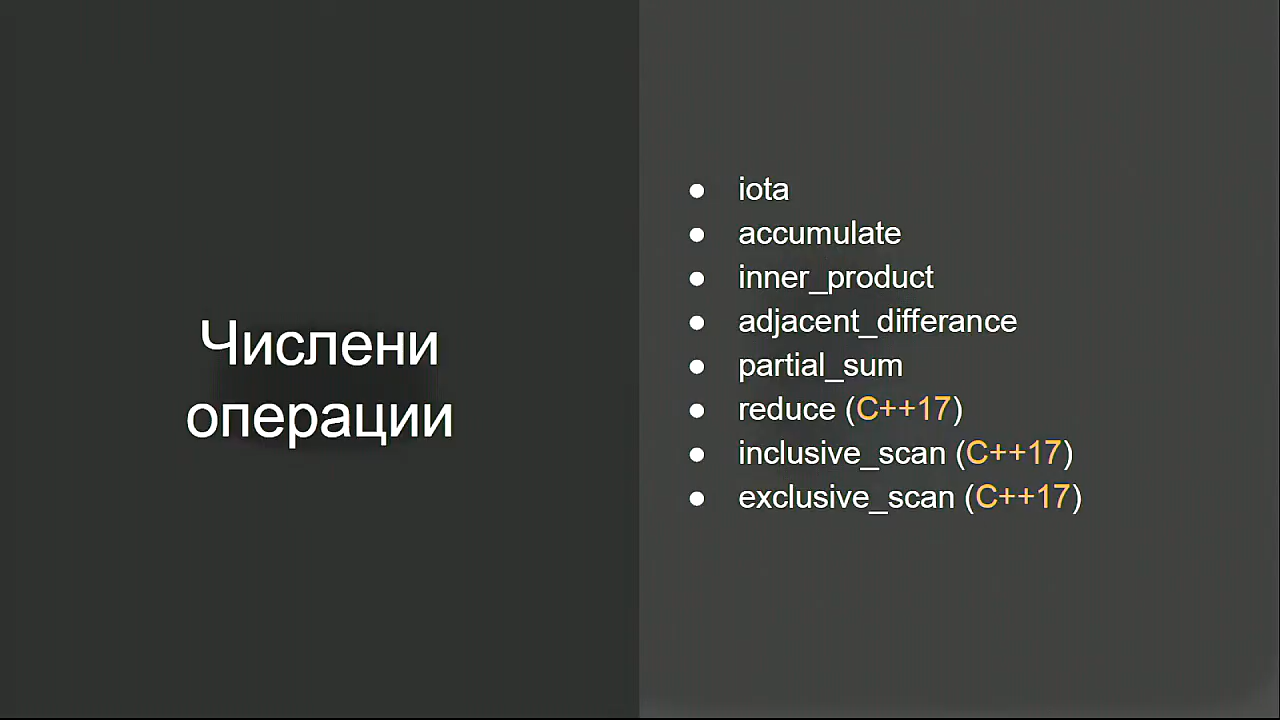 Числени
операции
● iota
● accumulate
● inner_product
● adjacent_differance
● partial_sum
● reduce (C++17)
● inclusive_scan (C++17)
● exclusive_scan (C++17)